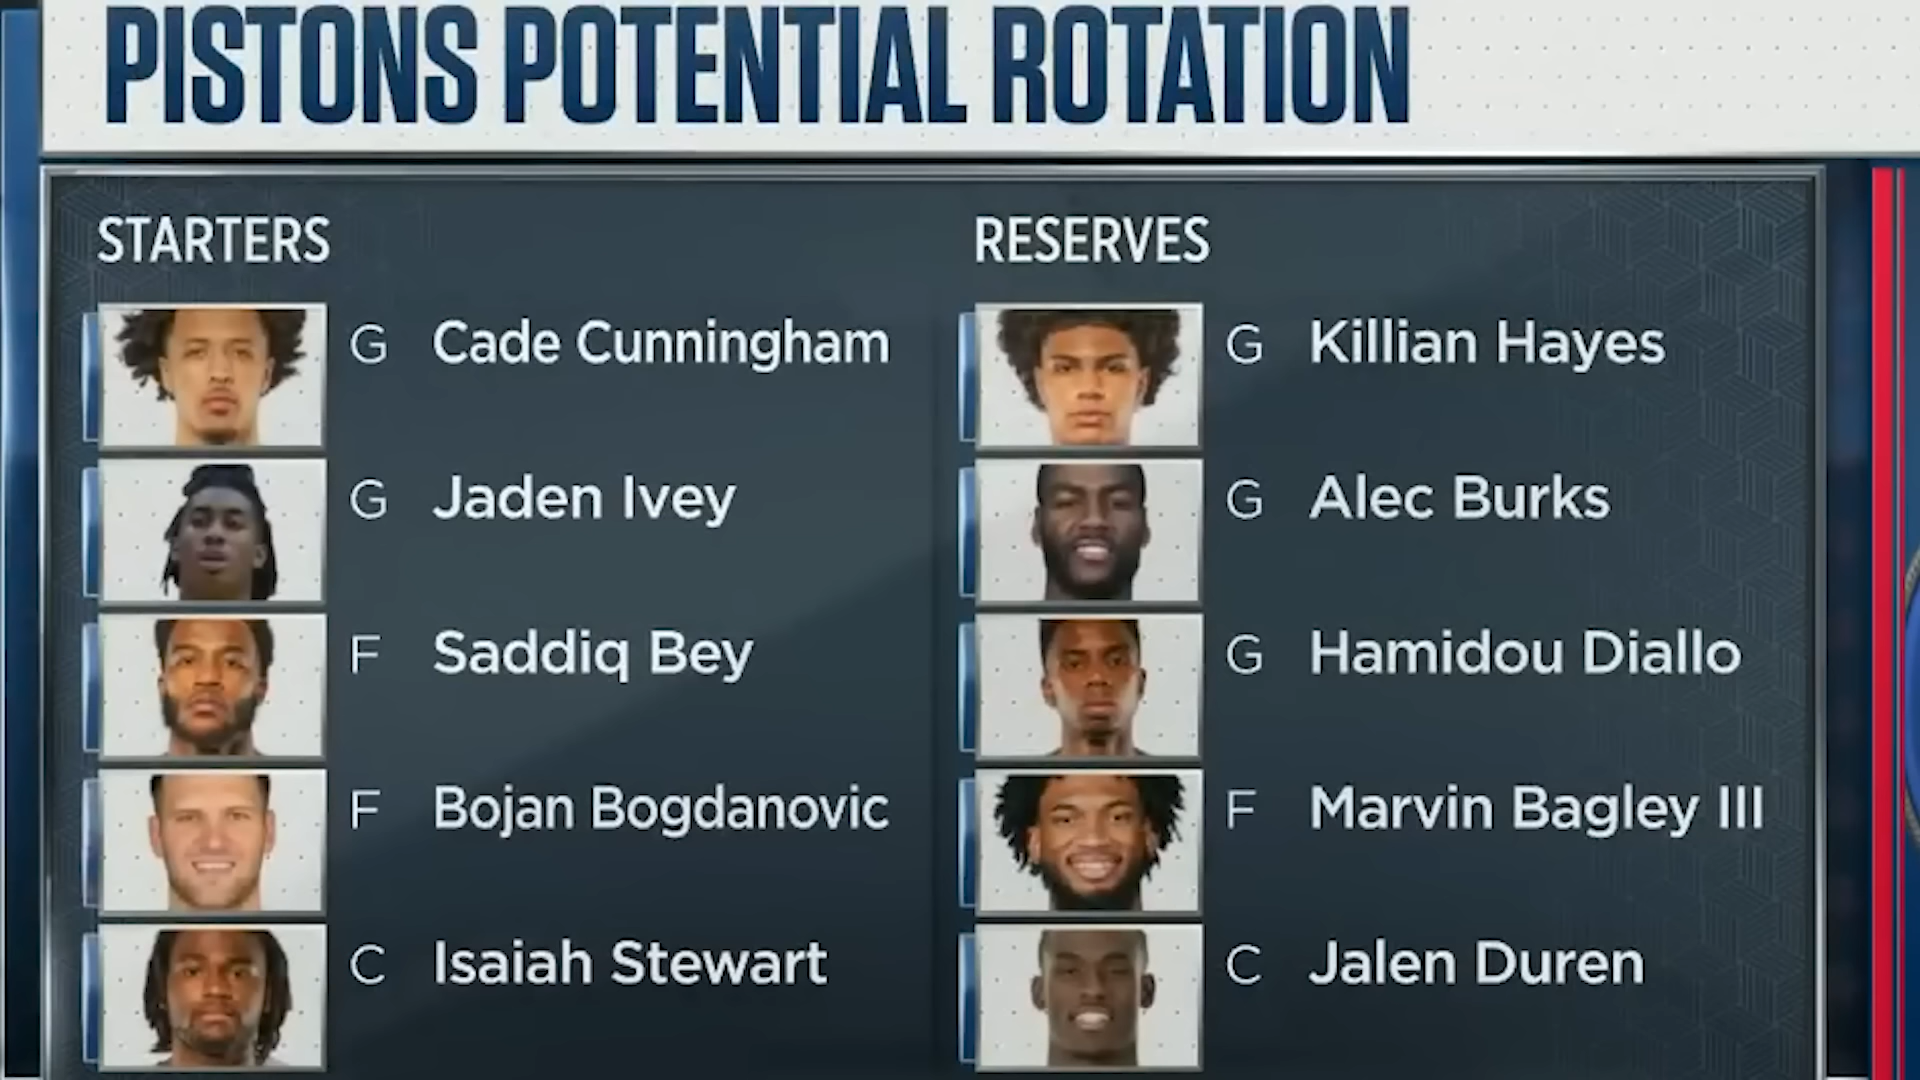 PISTONS POTENTIAL ROTATION
STARTERS
G Cade Cunningham
G Jaden Ivey
F Saddiq Bey
F Bojan Bogdanovic
C Isaiah Stewart
RESERVES
G Killian Hayes
G Alec Burks
G Hamidou Diallo
F Marvin Bagley III
C Jalen Duren